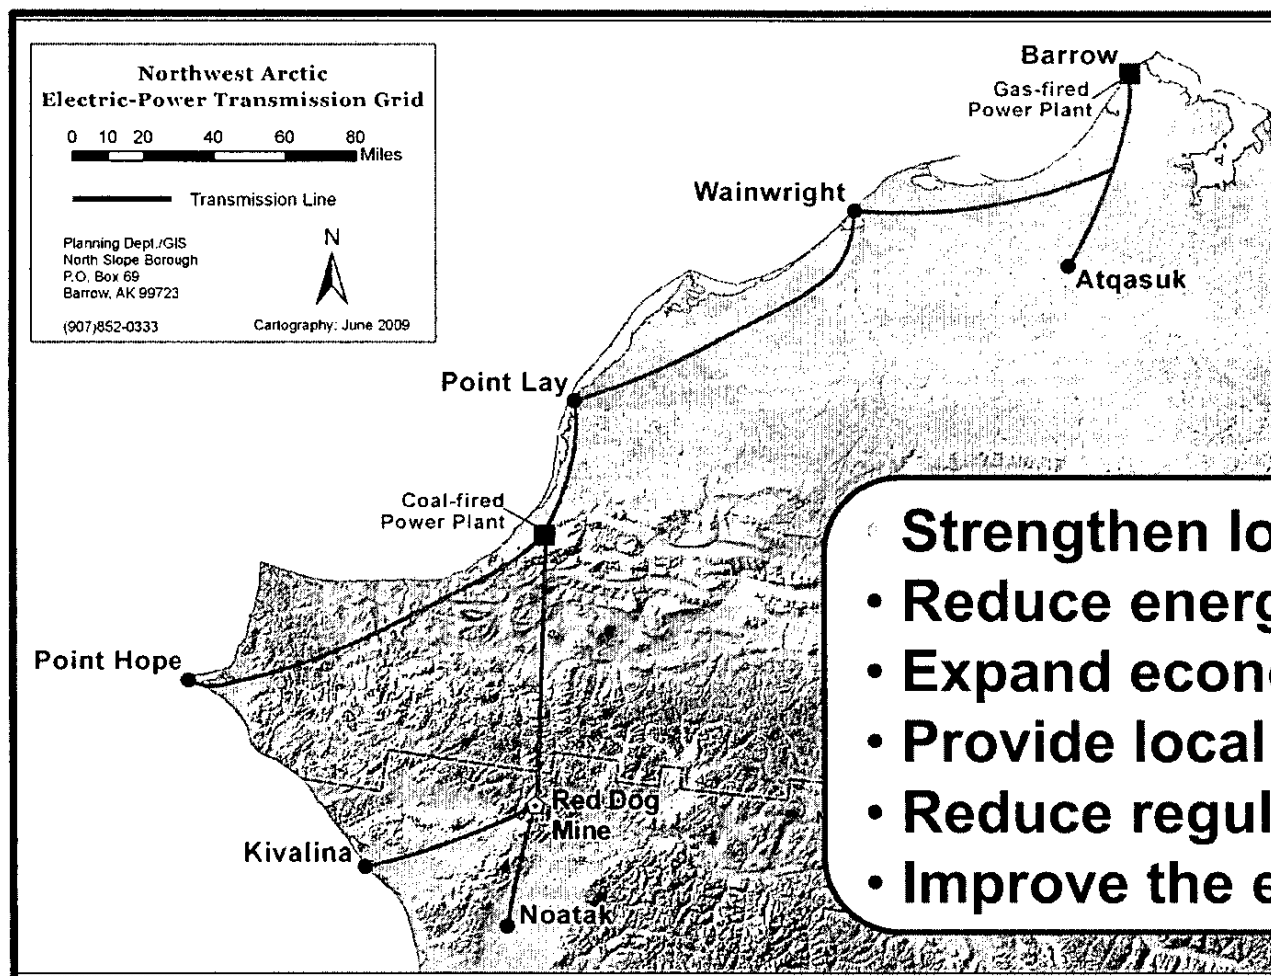 Northwest Arctic
Electric-Power Transmission Grid
0 10 20 40 60 80
Miles
Transmission Line
Planning Dept./GIS
North Slope Borough
P.O. Box 69
Barrow, AK 99723
(907)852-0333
N
Cartography: June 2009
Barrow
Gas-fired
Power Plant
Wainwright
Atqasuk
Point Lay
Coal-fired
Power Plant
Point Hope
Red Dog
Mine
Kivalina
Noatak
Strengthen lo
• Reduce energ
• Expand econo
• Provide local
• Reduce regul
• Improve the e